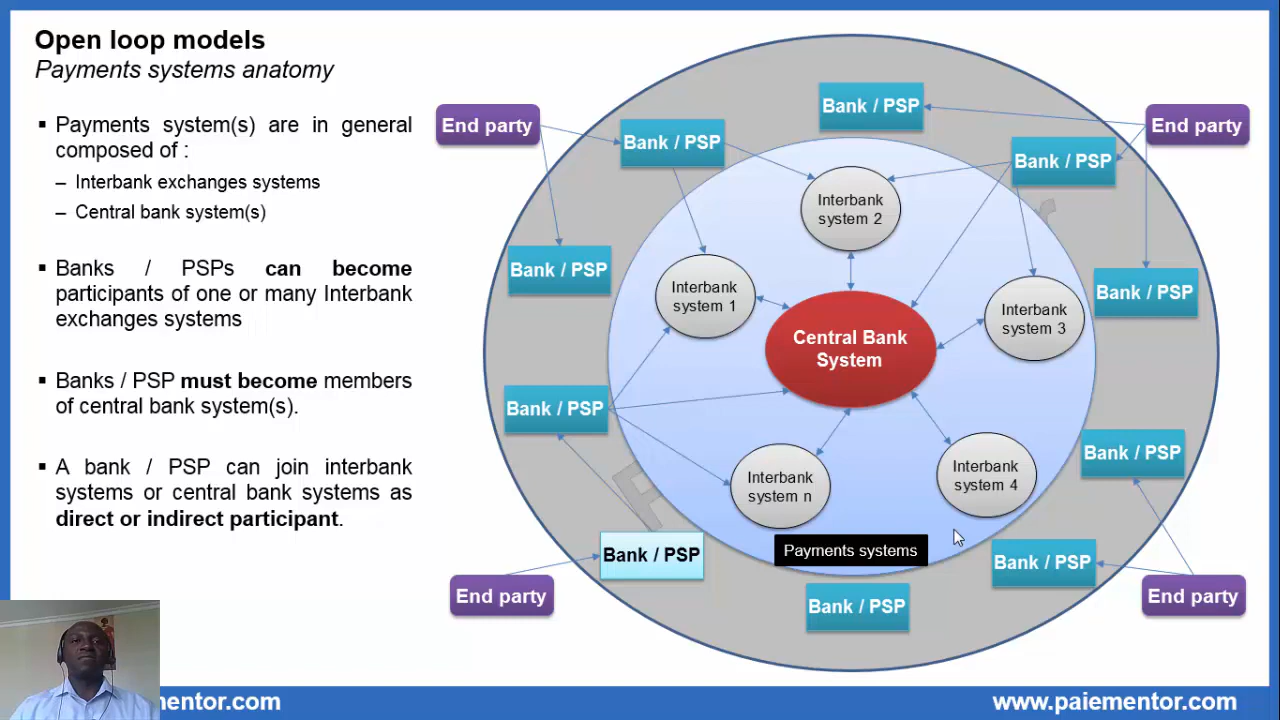 Open loop models
Payments systems anatomy
▪ Payments system(s) are in general
composed of :
– Interbank exchanges systems
– Central bank system(s)
▪ Banks / PSPs can become
participants of one or many Interbank
exchanges systems
▪ Banks / PSP must become members
of central bank system(s).
▪ A bank / PSP can join interbank
systems or central bank systems as
direct or indirect participant.
End party
Bank / PSP
Bank / PSP
Bank / PSP
End party
Bank / PSP
Bank / PSP
Interbank
system 2
Interbank
system 1
Interbank
system 3
Central Bank
System
Bank / PSP
Bank / PSP
Interbank
system n
Interbank
system 4
Payments systems
Bank / PSP
Bank / PSP
Bank / PSP
End party
End party
mentor.com
www.paiementor.com